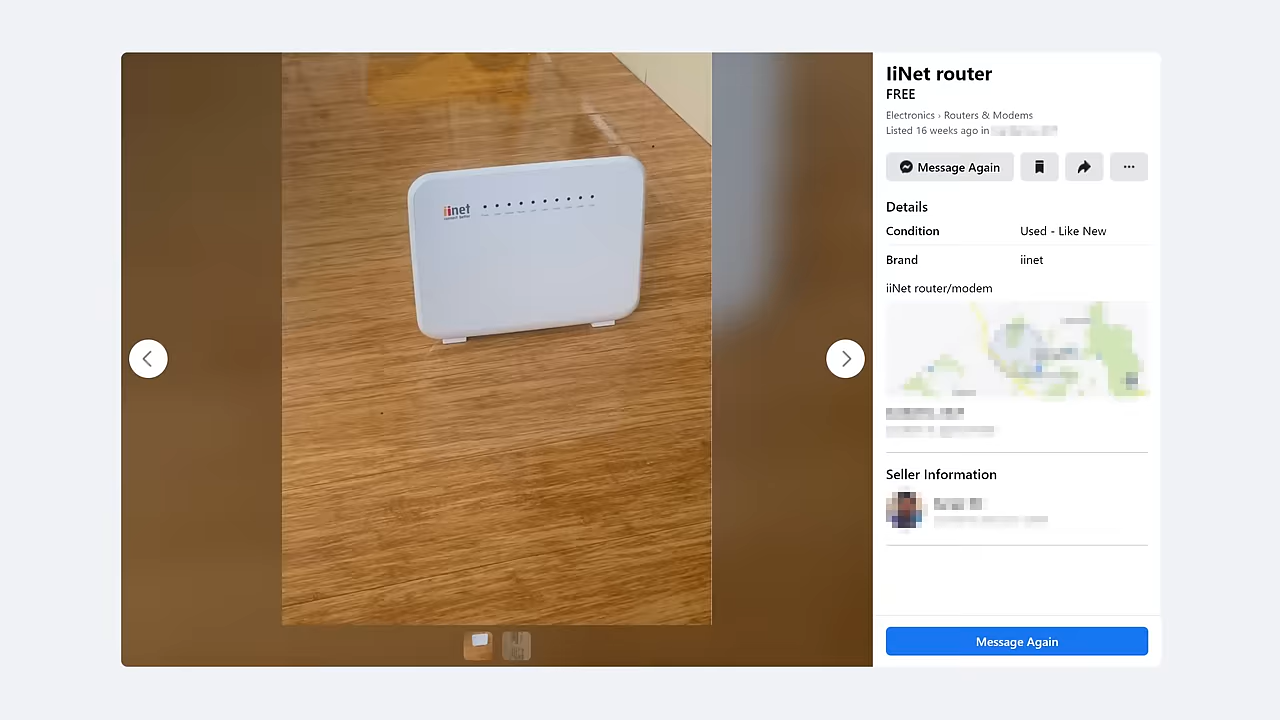 iinet
IiNet router
FREE
Electronics › Routers & Modems
Listed 16 weeks ago in
Message Again
Details
Condition Used - Like New
Brand iinet
iiNet router/modem
Seller Information
Message Again